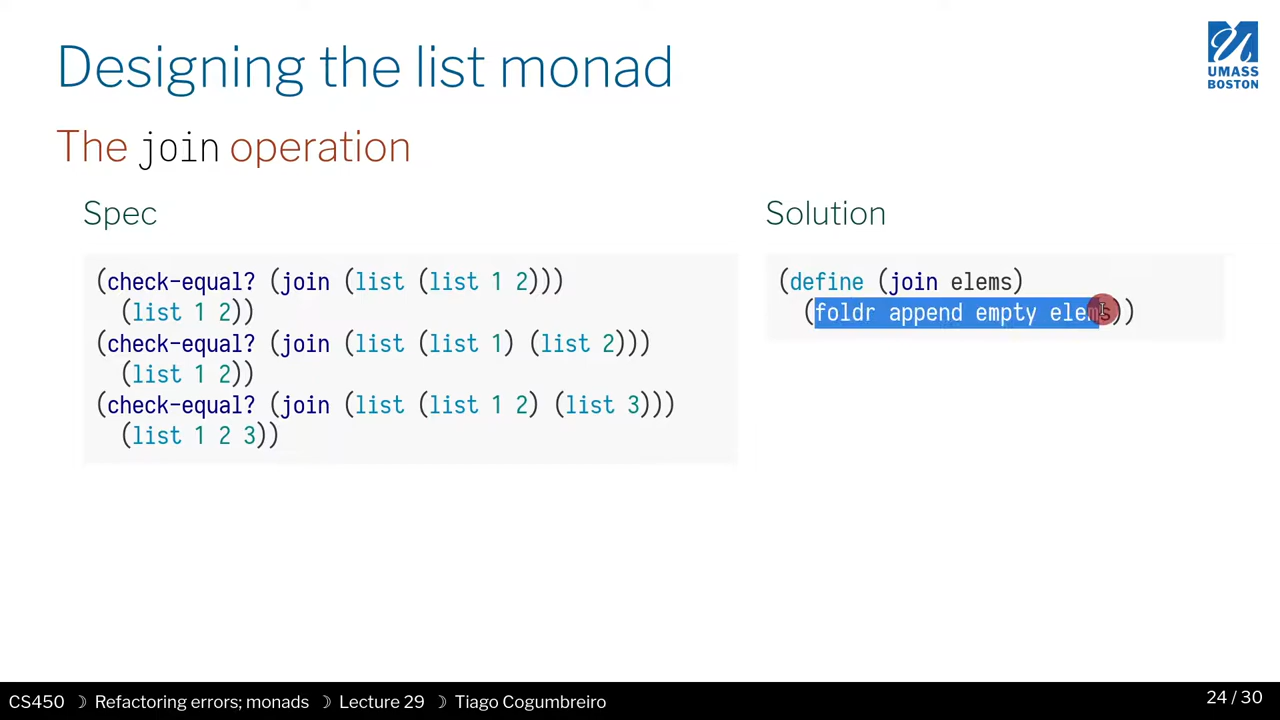 Designing the list monad
UMASS
BOSTON
The join operation
Spec
(check-equal? (join (list (list 1 2)))
(list 1 2))
(check-equal? (join (list (list 1) (list 2)))
(list 1 2))
(check-equal? (join (list (list 1 2) (list 3)))
(list 1 2 3))
Solution
(define (join elems)
(foldr append empty elems))
CS450 ☽ Refactoring errors; monads ☽ Lecture 29 ☽ Tiago Cogumbreiro
24 / 30